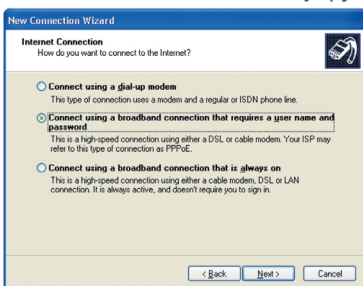 New Connection Wizard
Internet Connection
How do you want to connect to the Internet?
Connect using a dial-up modem
This type of connection uses a modem and a regular or ISDN phone line.
Connect using a broadband connection that requires a user name and
password
This is a high-speed connection using either a DSL or cable modem. Your ISP may
refer to this type of connection as PPPoE.
Connect using a broadband connection that is always on
This is a high-speed connection using either a cable modem, DSL or LAN
connection. It is always active, and doesn't require you to sign in.
< Back
Next >
Cancel